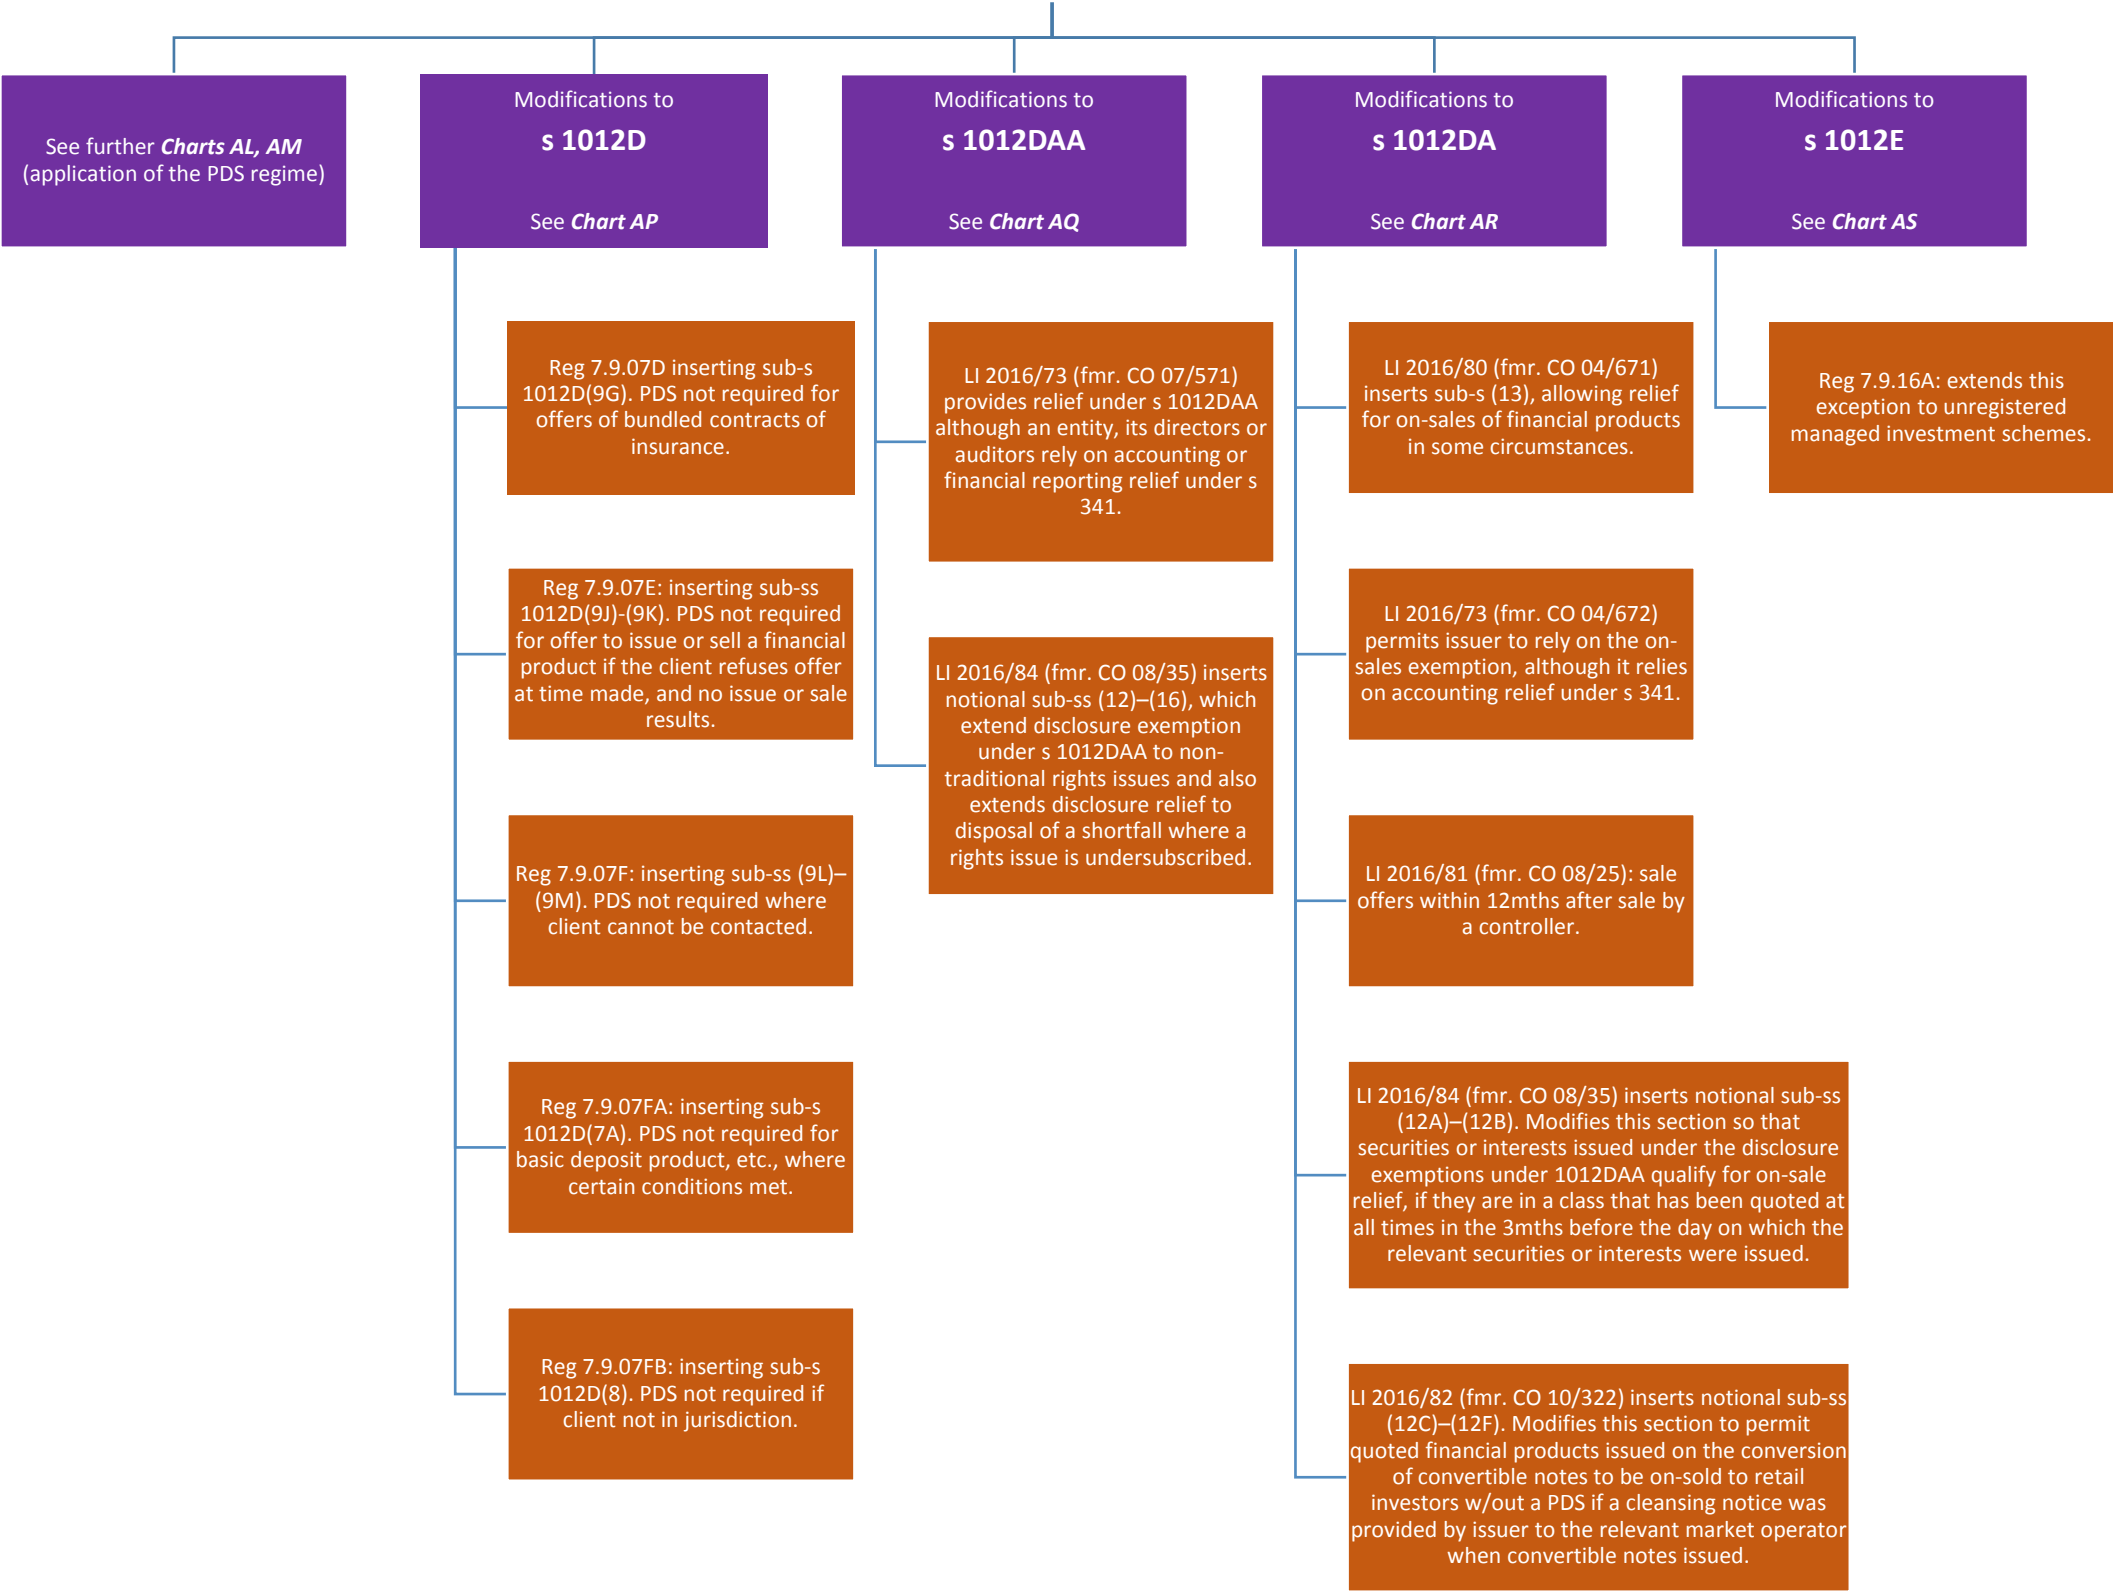 See further Charts AL, AM
(application of the PDS regime)
Modifications to
s 1012D
See Chart AP
Modifications to
s 1012DAA
See Chart AQ
Modifications to
s 1012DA
See Chart AR
Modifications to
s 1012E
See Chart AS
Reg 7.9.07D inserting sub-s
1012D(9G). PDS not required for
offers of bundled contracts of
insurance.
Reg 7.9.07E: inserting sub-ss
1012D(9J)-(9K). PDS not required
for offer to issue or sell a financial
product if the client refuses offer
at time made, and no issue or sale
results.
Reg 7.9.07F: inserting sub-ss (9L)–
(9M). PDS not required where
client cannot be contacted.
Reg 7.9.07FA: inserting sub-s
1012D(7A). PDS not required for
basic deposit product, etc., where
certain conditions met.
Reg 7.9.07FB: inserting sub-s
1012D(8). PDS not required if
client not in jurisdiction.
LI 2016/73 (fmr. CO 07/571)
provides relief under s 1012DAA
although an entity, its directors or
auditors rely on accounting or
financial reporting relief under s
341.
LI 2016/84 (fmr. CO 08/35) inserts
notional sub-ss (12)–(16), which
extend disclosure exemption
under s 1012DAA to non-
traditional rights issues and also
extends disclosure relief to
disposal of a shortfall where a
rights issue is undersubscribed.
LI 2016/80 (fmr. CO 04/671)
inserts sub-s (13), allowing relief
for on-sales of financial products
in some circumstances.
LI 2016/73 (fmr. CO 04/672)
permits issuer to rely on the on-
sales exemption, although it relies
on accounting relief under s 341.
LI 2016/81 (fmr. CO 08/25): sale
offers within 12mths after sale by
a controller.
LI 2016/84 (fmr. CO 08/35) inserts notional sub-ss
(12A)–(12B). Modifies this section so that
securities or interests issued under the disclosure
exemptions under 1012DAA qualify for on-sale
relief, if they are in a class that has been quoted at
all times in the 3mths before the day on which the
relevant securities or interests were issued.
LI 2016/82 (fmr. CO 10/322) inserts notional sub-ss
(12C)–(12F). Modifies this section to permit
quoted financial products issued on the conversion
of convertible notes to be on-sold to retail
investors w/out a PDS if a cleansing notice was
provided by issuer to the relevant market operator
when convertible notes issued.
Reg 7.9.16A: extends this
exception to unregistered
managed investment schemes.